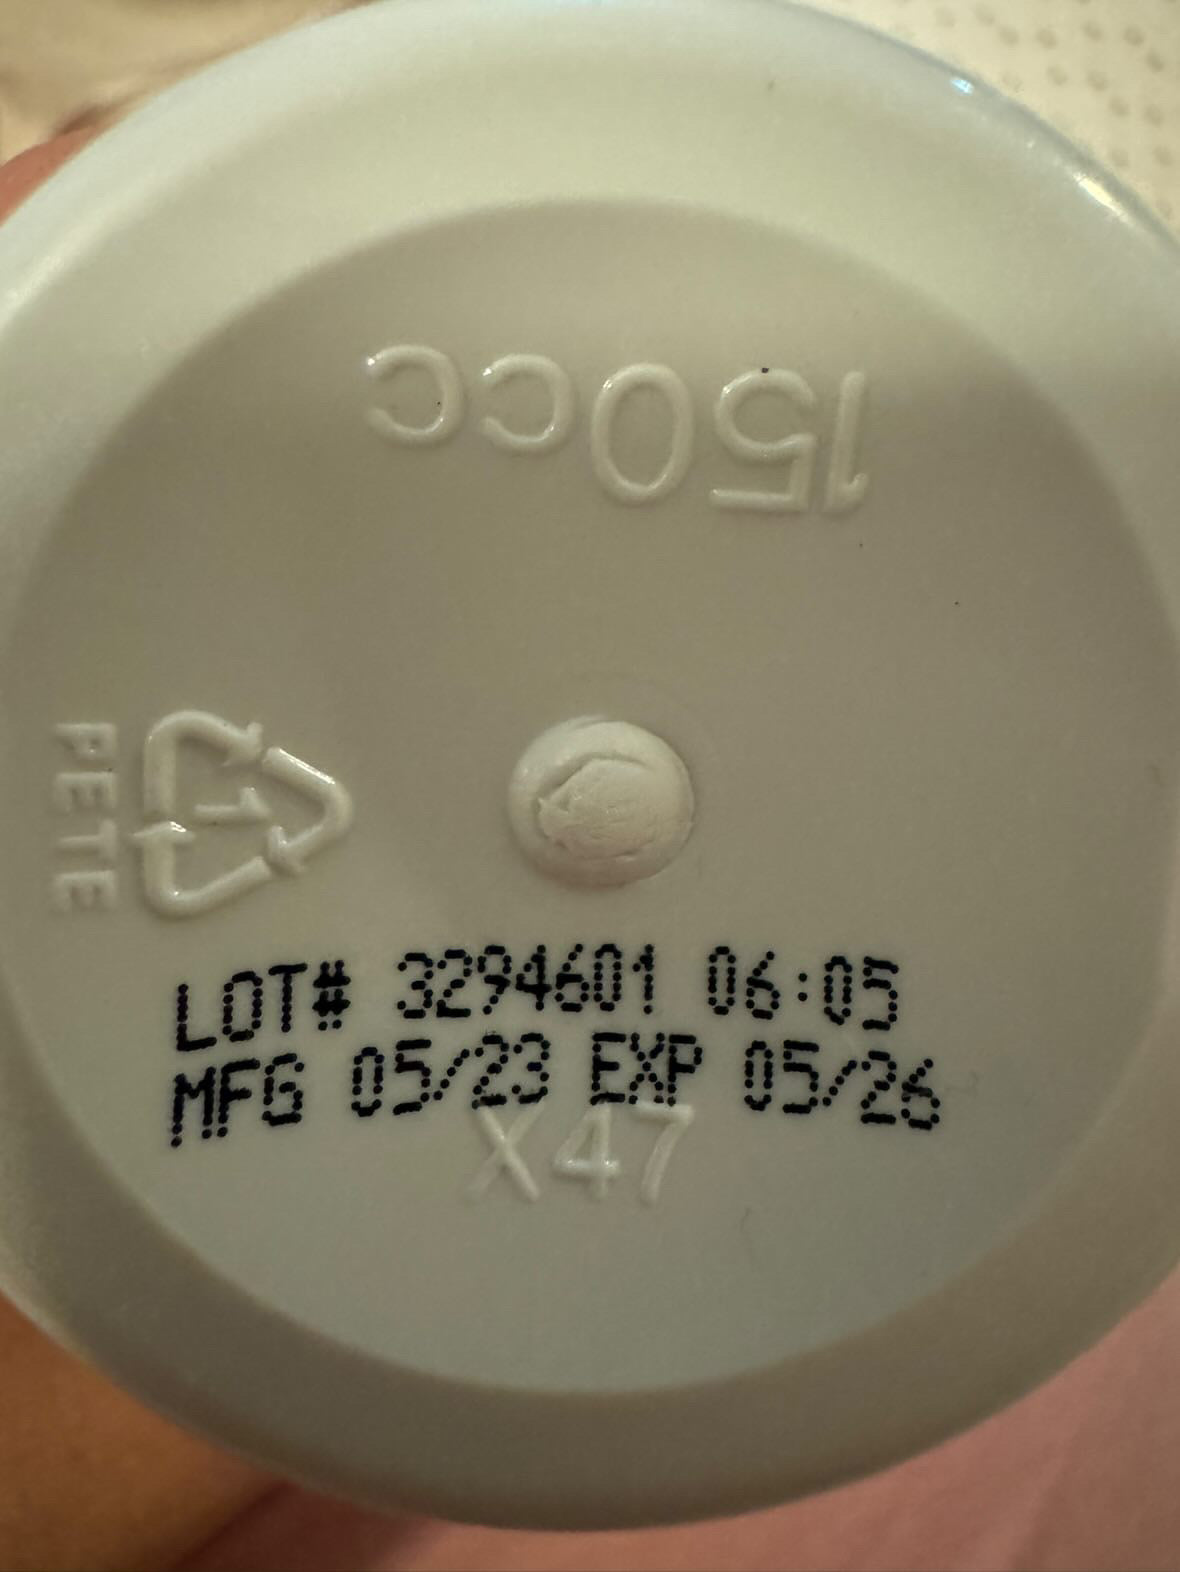 150cc
1
PETE
LOT# 3294601 06:05
MFG 05/23 EXP 05/26
X47